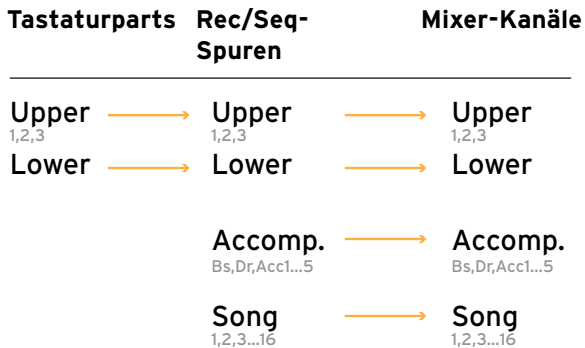 Tastaturparts Rec/Seq- Mixer-Kanäle
Spuren
Upper Upper Upper
1,2,3 1,2,3 1,2,3
Lower Lower Lower
Accomp. Accomp.
Bs,Dr,Acc1...5 Bs,Dr,Acc1...5
Song Song
1,2,3...16 1,2,3...16